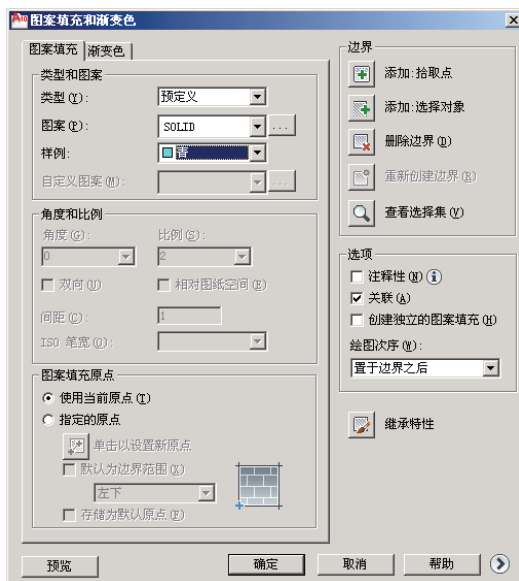 图案填充和渐变色
图案填充 渐变色
类型和图案
类型(Y): 预定义
图案(P): SOLID ...
样例: 青
自定义图案(M): ...
角度和比例
角度(G): 比例(S):
0 2
双向(U) 相对图纸空间(E)
间距(C): 1
ISO 笔宽(O):
图案填充原点
使用当前原点(T)
指定的原点
单击以设置新原点
默认为边界范围(X)
左下
存储为默认原点(F)
边界
添加:拾取点
添加:选择对象
删除边界(D)
重新创建边界(R)
查看选择集(V)
选项
注释性(N)
关联(A)
创建独立的图案填充(H)
绘图次序(W):
置于边界之后
继承特性
预览 确定 取消 帮助